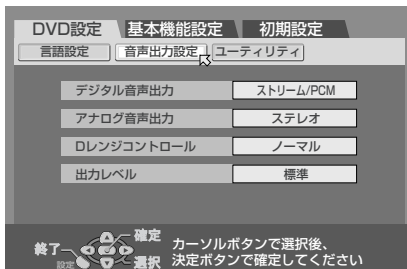 DVD設定 基本機能設定 初期設定
言語設定 音声出力設定 ユーティリティ
デジタル音声出力 ストリーム/PCM
アナログ音声出力 ステレオ
Dレンジコントロール ノーマル
出力レベル 標準
確定
終了
設定
選択
カーソルボタンで選択後、
決定ボタンで確定してください